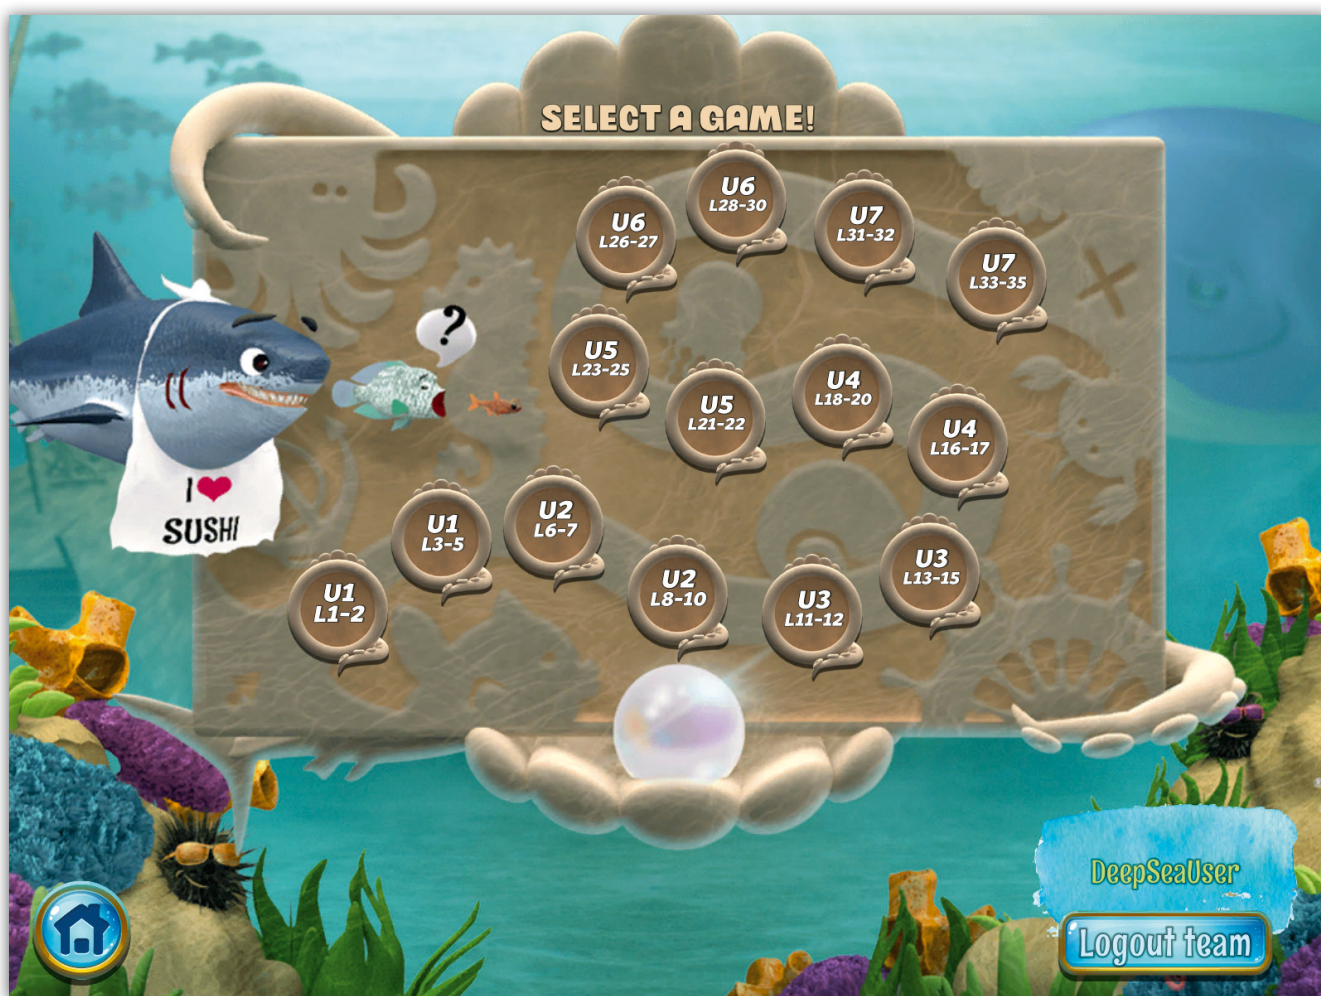 SELECT A GAME!
U6
L28-30
U6
L26-27
U7
L31-32
U7
L33-35
?
U5
L23-25
U5
L21-22
U4
L18-20
U4
L16-17
I ❤
SUSHI
U1
L3-5
U2
L6-7
U1
L1-2
U2
L8-10
U3
L11-12
U3
L13-15
DeepSeaUser
Logout team